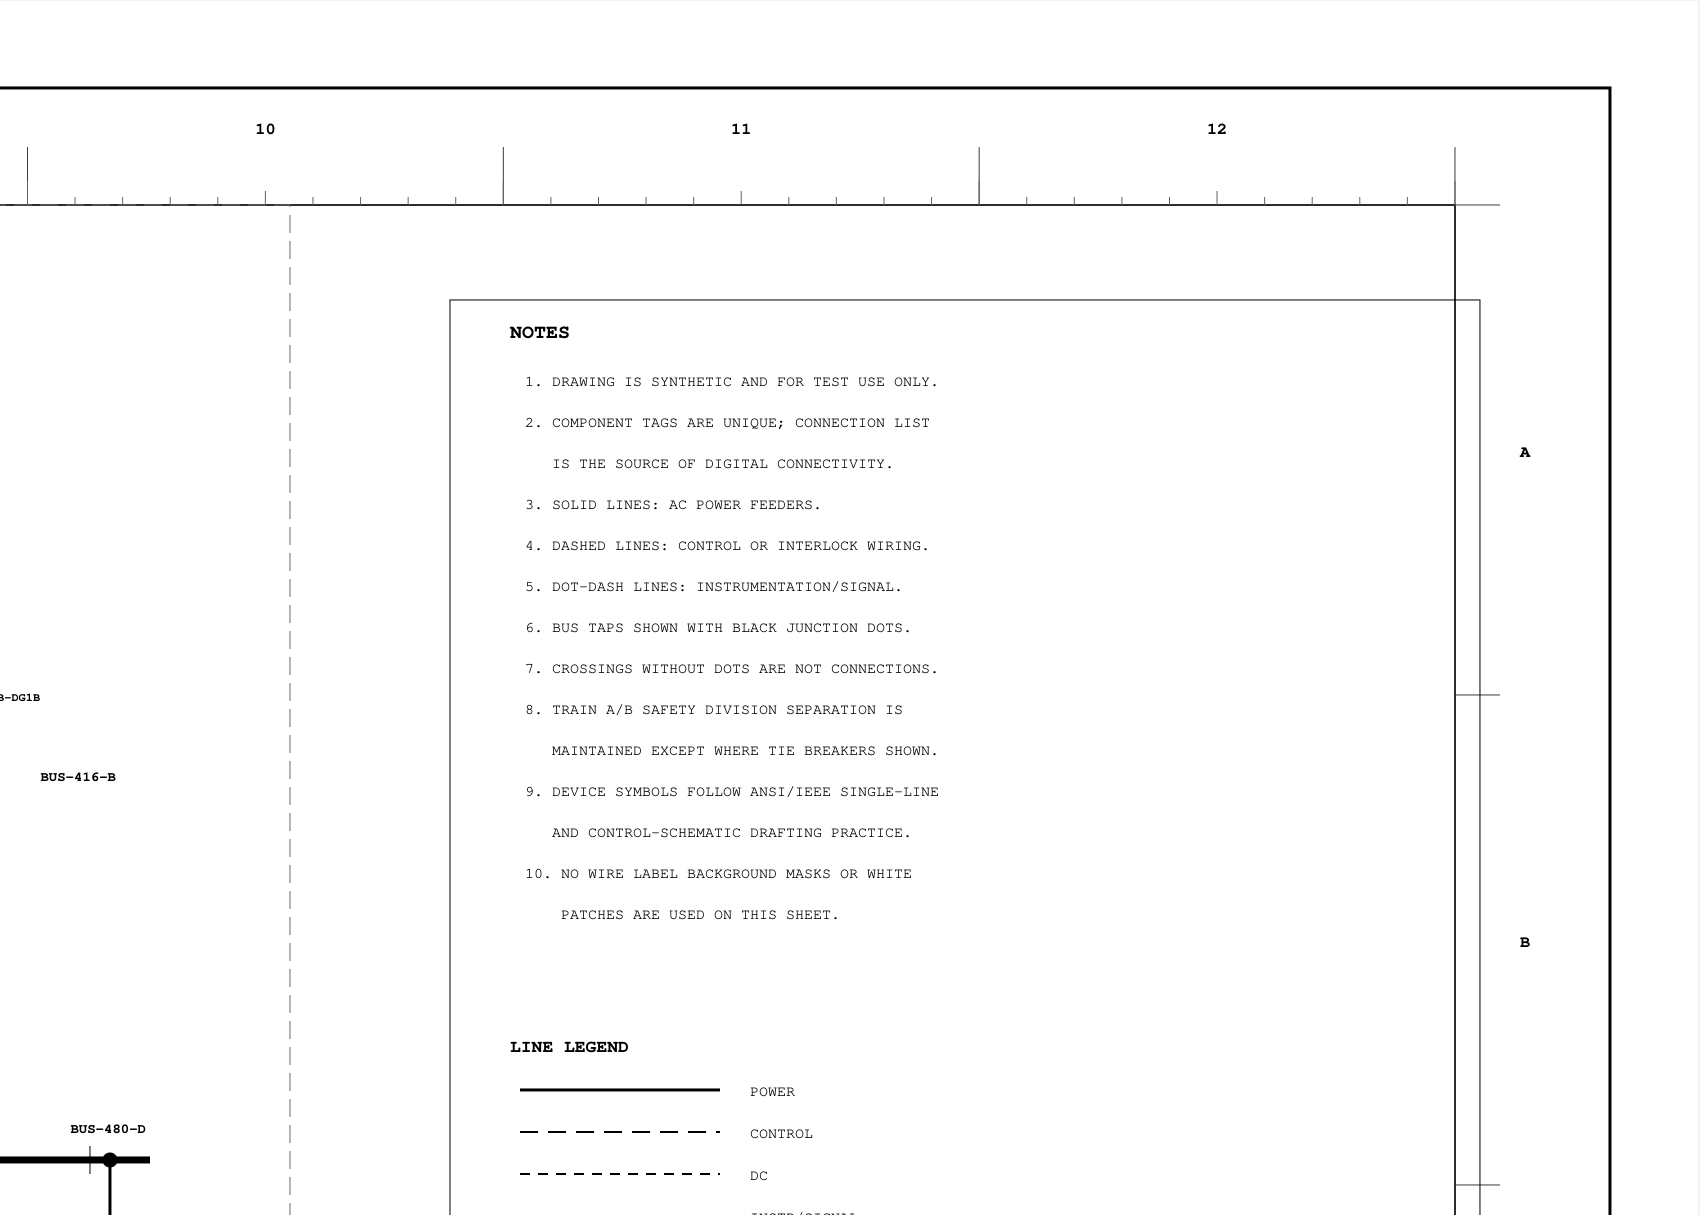 10 11 12
NOTES
1. DRAWING IS SYNTHETIC AND FOR TEST USE ONLY.
2. COMPONENT TAGS ARE UNIQUE; CONNECTION LIST
IS THE SOURCE OF DIGITAL CONNECTIVITY.
3. SOLID LINES: AC POWER FEEDERS.
4. DASHED LINES: CONTROL OR INTERLOCK WIRING.
5. DOT-DASH LINES: INSTRUMENTATION/SIGNAL.
6. BUS TAPS SHOWN WITH BLACK JUNCTION DOTS.
7. CROSSINGS WITHOUT DOTS ARE NOT CONNECTIONS.
8. TRAIN A/B SAFETY DIVISION SEPARATION IS
MAINTAINED EXCEPT WHERE TIE BREAKERS SHOWN.
9. DEVICE SYMBOLS FOLLOW ANSI/IEEE SINGLE-LINE
AND CONTROL-SCHEMATIC DRAFTING PRACTICE.
10. NO WIRE LABEL BACKGROUND MASKS OR WHITE
PATCHES ARE USED ON THIS SHEET.
A
B-DG1B
BUS-416-B
B
LINE LEGEND
POWER
BUS-480-D
CONTROL
DC